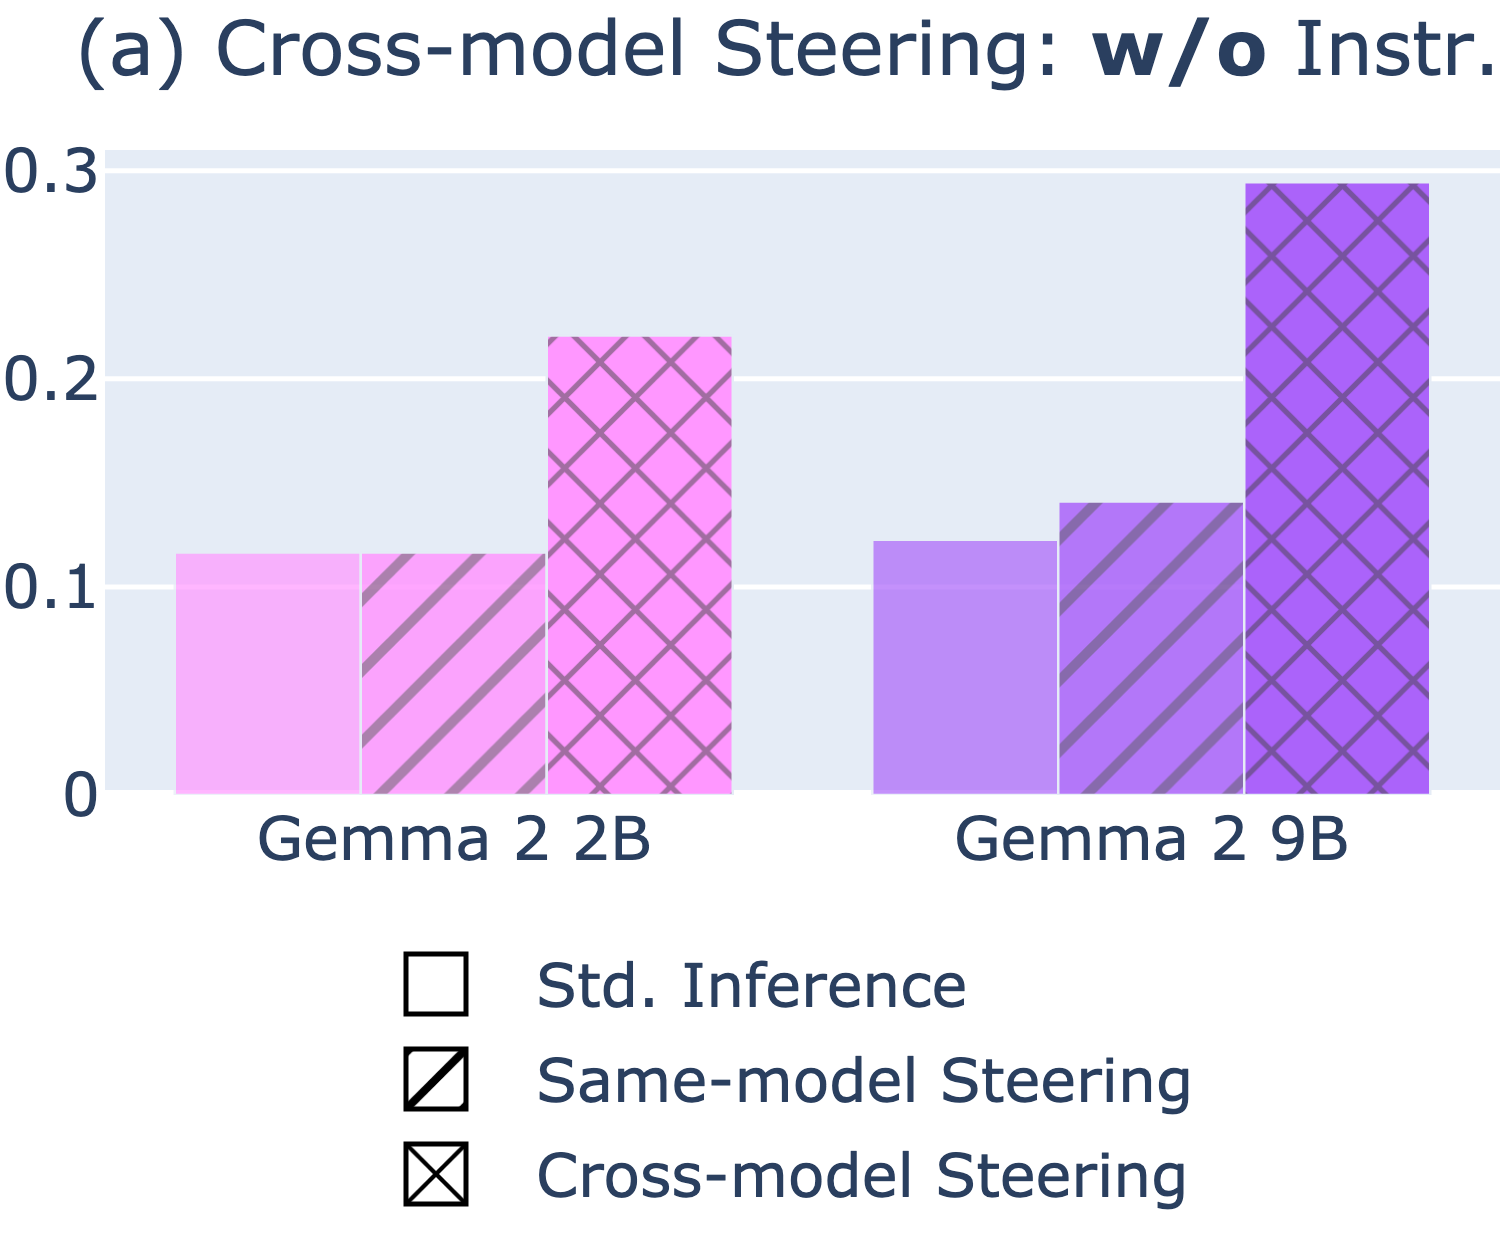 (a) Cross-model Steering: w/o Instr.
0.3
0.2
0.1
0
Gemma 2 2B
Gemma 2 9B
Std. Inference
Same-model Steering
Cross-model Steering